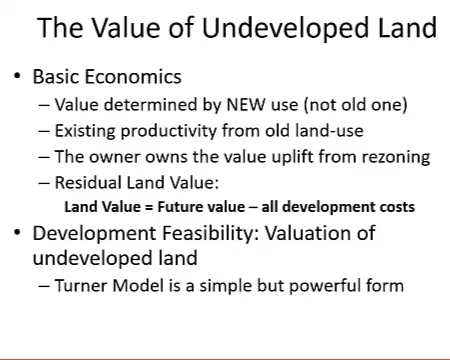 The Value of Undeveloped Land
• Basic Economics
– Value determined by NEW use (not old one)
– Existing productivity from old land-use
– The owner owns the value uplift from rezoning
– Residual Land Value:
Land Value = Future value – all development costs
• Development Feasibility: Valuation of
undeveloped land
– Turner Model is a simple but powerful form